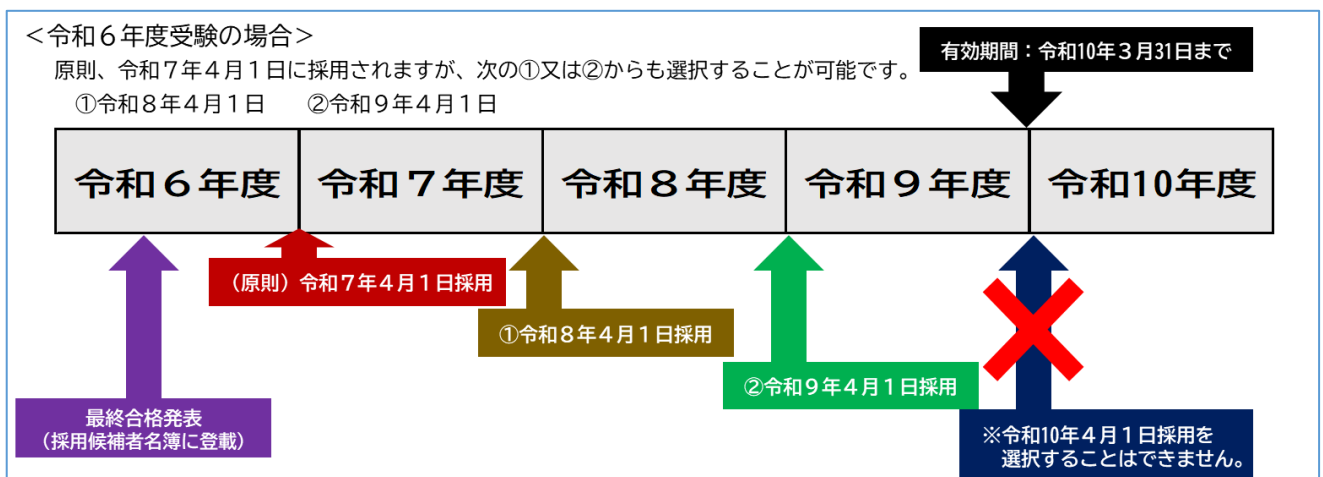 ＜令和６年度受験の場合＞
原則、令和７年４月１日に採用されますが、次の①又は②からも選択することが可能です。
①令和８年４月１日　　②令和９年４月１日
有効期間：令和10年３月31日まで
令和６年度　令和７年度　令和８年度　令和９年度　令和10年度
（原則）令和７年４月１日採用
①令和８年４月１日採用
②令和９年４月１日採用
最終合格発表
（採用候補者名簿に登載）
※令和10年４月１日採用を
選択することはできません。